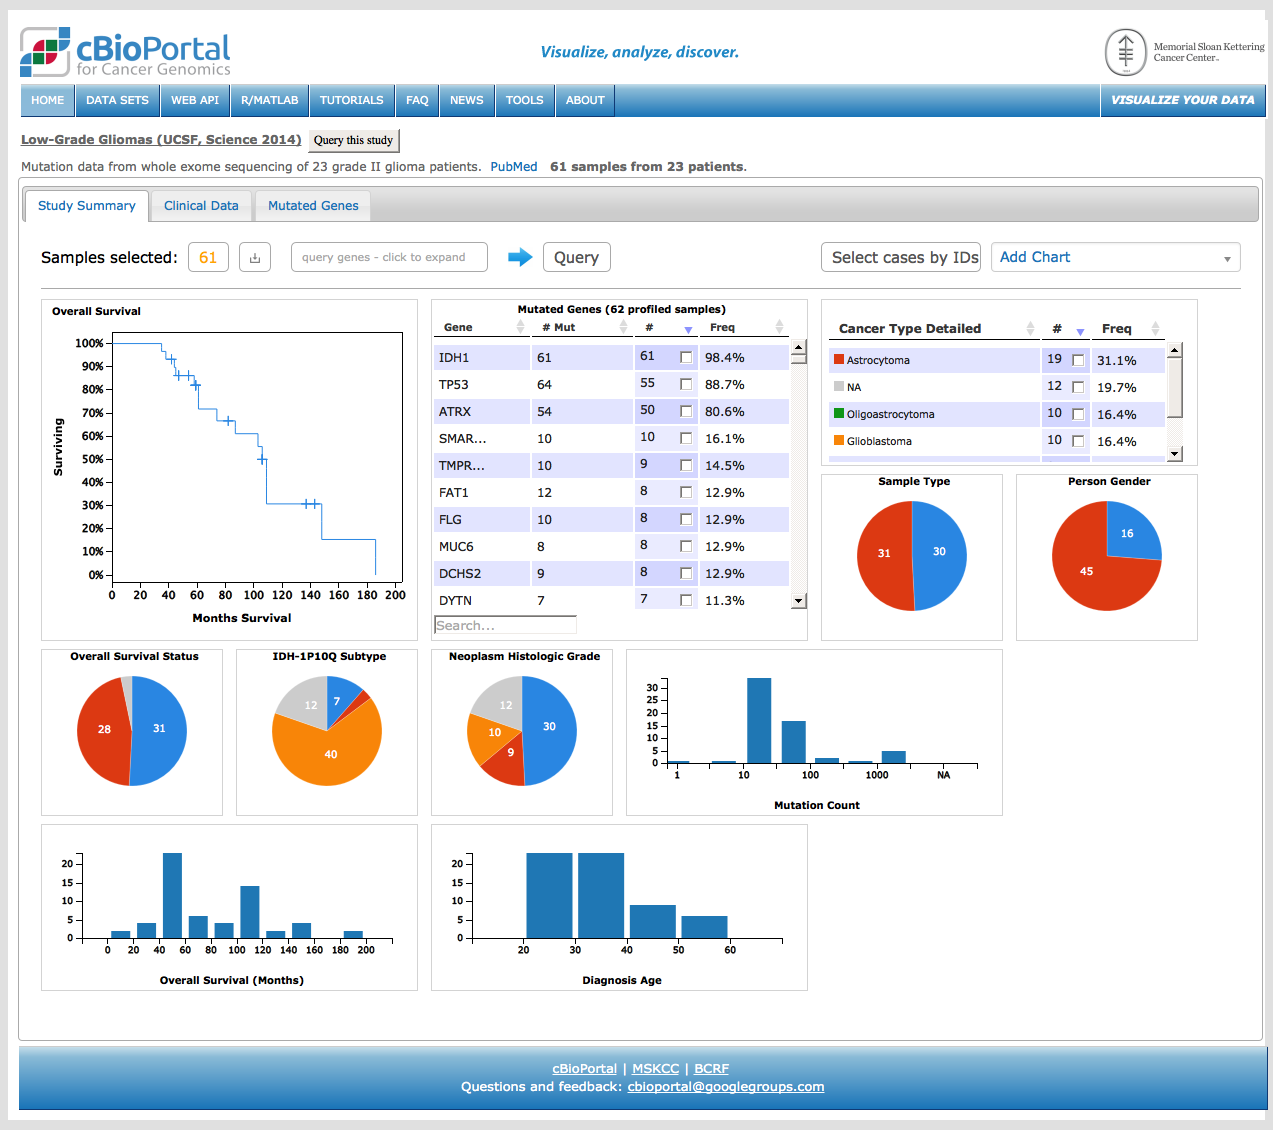 cBioPortal
for Cancer Genomics
Visualize, analyze, discover.
Memorial Sloan Kettering
Cancer Center
HOME DATA SETS WEB API R/MATLAB TUTORIALS FAQ NEWS TOOLS ABOUT VISUALIZE YOUR DATA
Low-Grade Gliomas (UCSF, Science 2014) Query this study
Mutation data from whole exome sequencing of 23 grade II glioma patients. PubMed 61 samples from 23 patients.
Study Summary Clinical Data Mutated Genes
Samples selected: 61 query genes - click to expand Query Select cases by IDs Add Chart
Overall Survival
100%
90%
80%
70%
60%
50%
40%
30%
20%
10%
0%
Surviving
0 20 40 60 80 100 120 140 160 180 200
Months Survival
Mutated Genes (62 profiled samples)
Gene # Mut # Freq
IDH1 61 61 98.4%
TP53 64 55 88.7%
ATRX 54 50 80.6%
SMAR... 10 10 16.1%
TMPR... 10 9 14.5%
FAT1 12 8 12.9%
FLG 10 8 12.9%
MUC6 8 8 12.9%
DCHS2 9 8 12.9%
DYTN 7 7 11.3%
Search...
Cancer Type Detailed # Freq
Astrocytoma 19 31.1%
NA 12 19.7%
Oligoastrocytoma 10 16.4%
Glioblastoma 10 16.4%
Sample Type
31 30
Person Gender
16
45
Overall Survival Status
28 31
IDH-1P10Q Subtype
12 7
40
Neoplasm Histologic Grade
12
30
10
9
30
25
20
15
10
5
0
1 10 100 1000 NA
Mutation Count
20
15
10
5
0
0 20 40 60 80 100 120 140 160 180 200
Overall Survival (Months)
20
15
10
5
0
20 30 40 50 60
Diagnosis Age
cBioPortal | MSKCC | BCRF
Questions and feedback: cbioportal@googlegroups.com